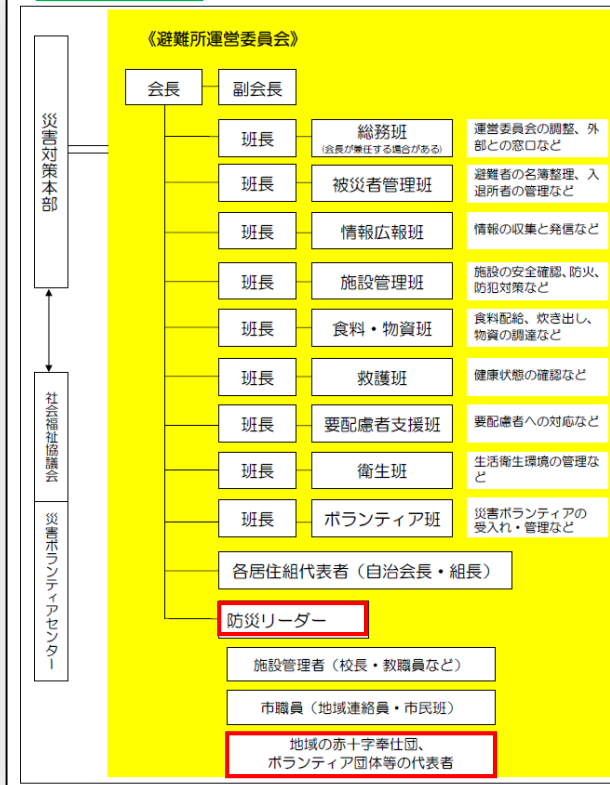 《避難所運営委員会》
会長
副会長
災害対策本部
班長
総務班
(会長が兼任する場合がある)
運営委員会の調整、外
部との窓口など
班長
被災者管理班
避難者の名簿整理、入
退所者の管理など
班長
情報広報班
情報の収集と発信など
班長
施設管理班
施設の安全確認、防火、
防犯対策など
班長
食料・物資班
食料配給、炊き出し、
物資の調達など
班長
救護班
健康状態の確認など
班長
要配慮者支援班
要配慮者への対応など
班長
衛生班
生活衛生環境の管理な
ど
班長
ボランティア班
災害ボランティアの
受入れ・管理など
社会福祉協議会
災害ボランティアセンター
各居住組代表者（自治会長・組長）
防災リーダー
施設管理者（校長・教職員など）
市職員（地域連絡員・市民班）
地域の赤十字奉仕団、
ボランティア団体等の代表者